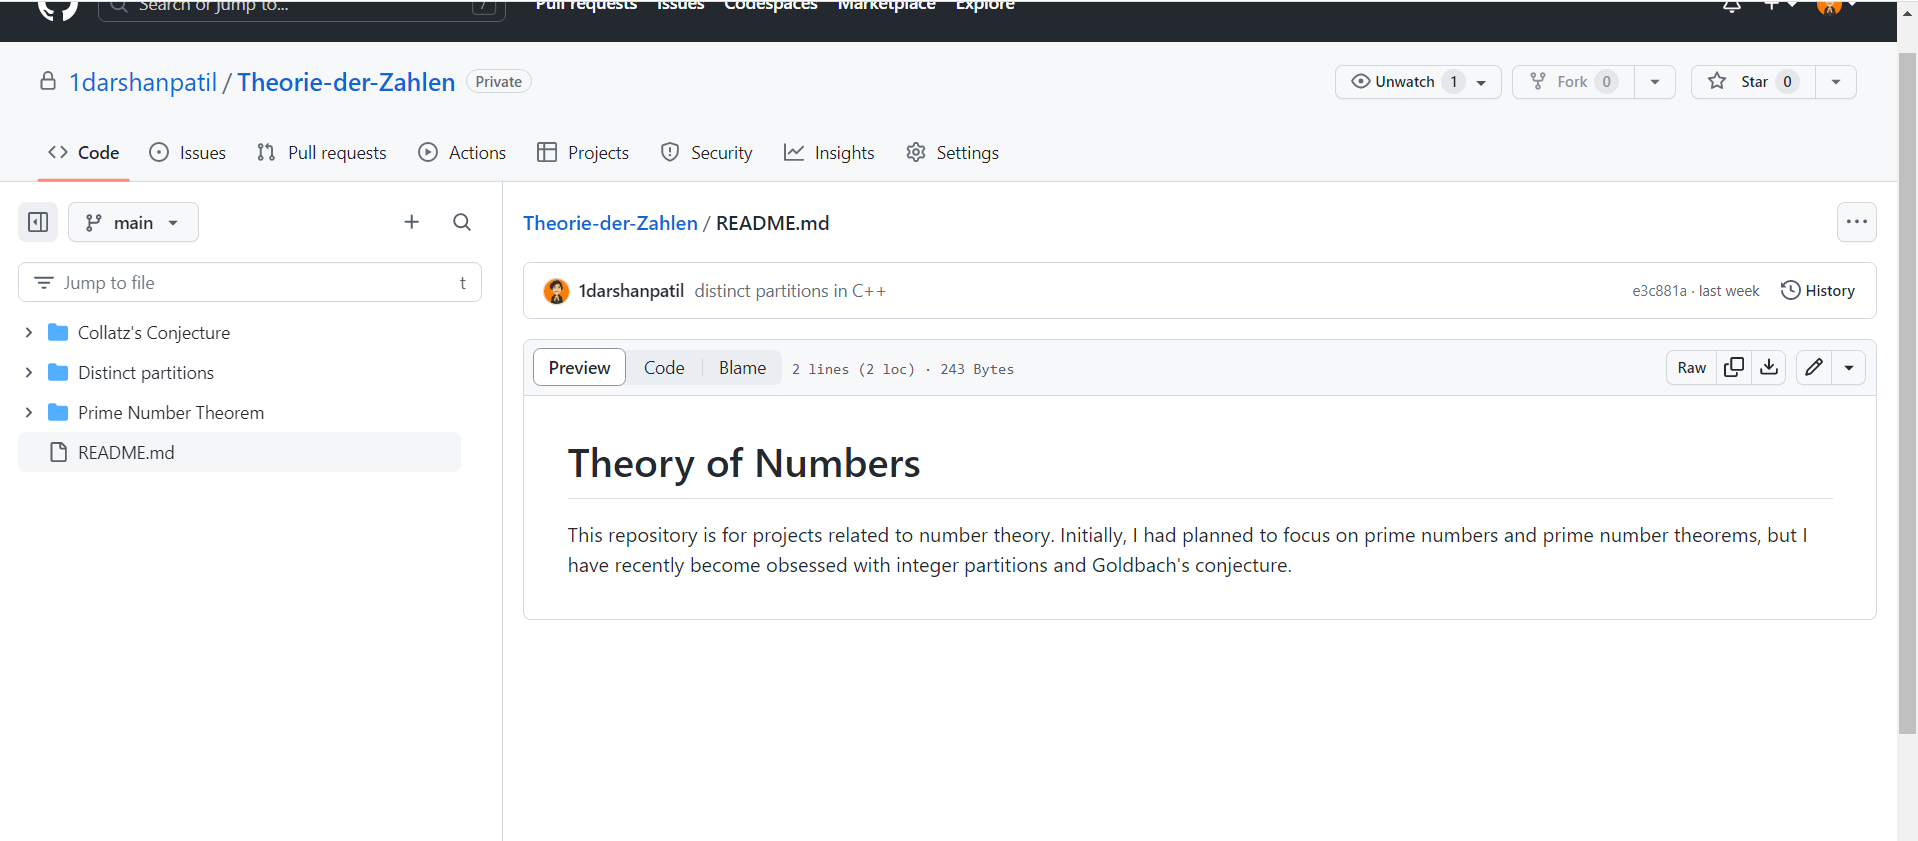 Search or jump to... /
Pull requests Issues Codespaces Marketplace Explore
1darshanpatil / Theorie-der-Zahlen Private
Unwatch 1 Fork 0 Star 0
Code Issues Pull requests Actions Projects Security Insights Settings
main
Jump to file t
Collatz's Conjecture
Distinct partitions
Prime Number Theorem
README.md
Theorie-der-Zahlen / README.md
1darshanpatil distinct partitions in C++ e3c881a · last week History
Preview Code Blame 2 lines (2 loc) · 243 Bytes Raw
Theory of Numbers
This repository is for projects related to number theory. Initially, I had planned to focus on prime numbers and prime number theorems, but I
have recently become obsessed with integer partitions and Goldbach's conjecture.